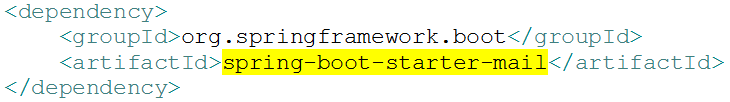 <dependency>
    <groupId>org.springframework.boot</groupId>
    <artifactId>spring-boot-starter-mail</artifactId>
</dependency>